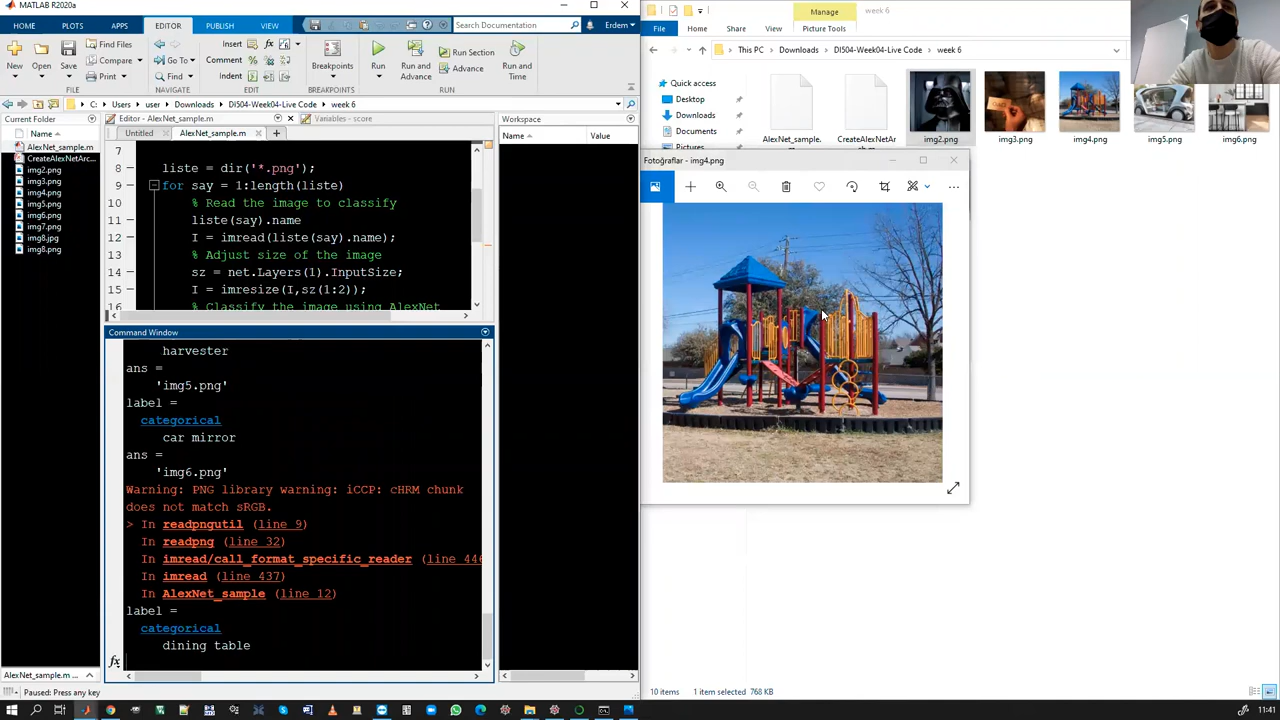 MATLAB R2020a
HOME PLOTS APPS EDITOR PUBLISH VIEW Search Documentation Erdem
New Open Save Find Files Compare Print Go To Find Insert Comment Indent Breakpoints Run Run and Advance Run Section Advance Run and Time
FILE NAVIGATE EDIT BREAKPOINTS RUN
C: Users user Downloads DI504-Week04-Live Code week 6
Current Folder
Name
AlexNet_sample.m
CreateAlexNetArc...
img2.png
img3.png
img4.png
img5.png
img6.png
img7.png
img8.jpg
img8.png
AlexNet_sample.m ...
Editor - AlexNet_sample.m Variables - score
Untitled AlexNet_sample.m
7
8 liste = dir('*.png');
9 for say = 1:length(liste)
10 % Read the image to classify
11 liste(say).name
12 I = imread(liste(say).name);
13 % Adjust size of the image
14 sz = net.Layers(1).InputSize;
15 I = imresize(I,sz(1:2));
16 % Classify the image using AlexNet
Command Window
harvester
ans =
'img5.png'
label =
categorical
car mirror
ans =
'img6.png'
Warning: PNG library warning: iCCP: cHRM chunk
does not match sRGB.
> In readpngutil (line 9)
In readpng (line 32)
In imread/call_format_specific_reader (line 446
In imread (line 437)
In AlexNet_sample (line 12)
label =
categorical
dining table
fx
Workspace
Name Value
Paused: Press any key
Manage week 6
File Home Share View Picture Tools
This PC Downloads DI504-Week04-Live Code week 6
Quick access
Desktop
Downloads
Documents
Pictures
AlexNet_sample.m
CreateAlexNetAr
img2.png
img3.png
img4.png
img5.png
img6.png
Fotoğraflar - img4.png
10 items 1 item selected 768 KB
11:41